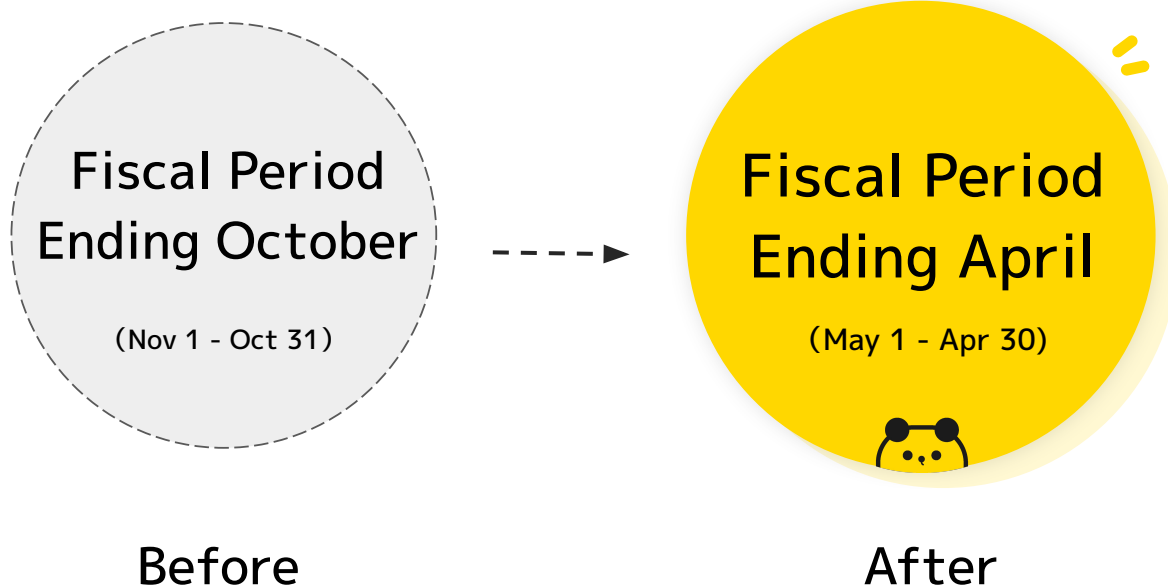 Fiscal Period
Ending October
(Nov 1 - Oct 31)
Before
Fiscal Period
Ending April
(May 1 - Apr 30)
After